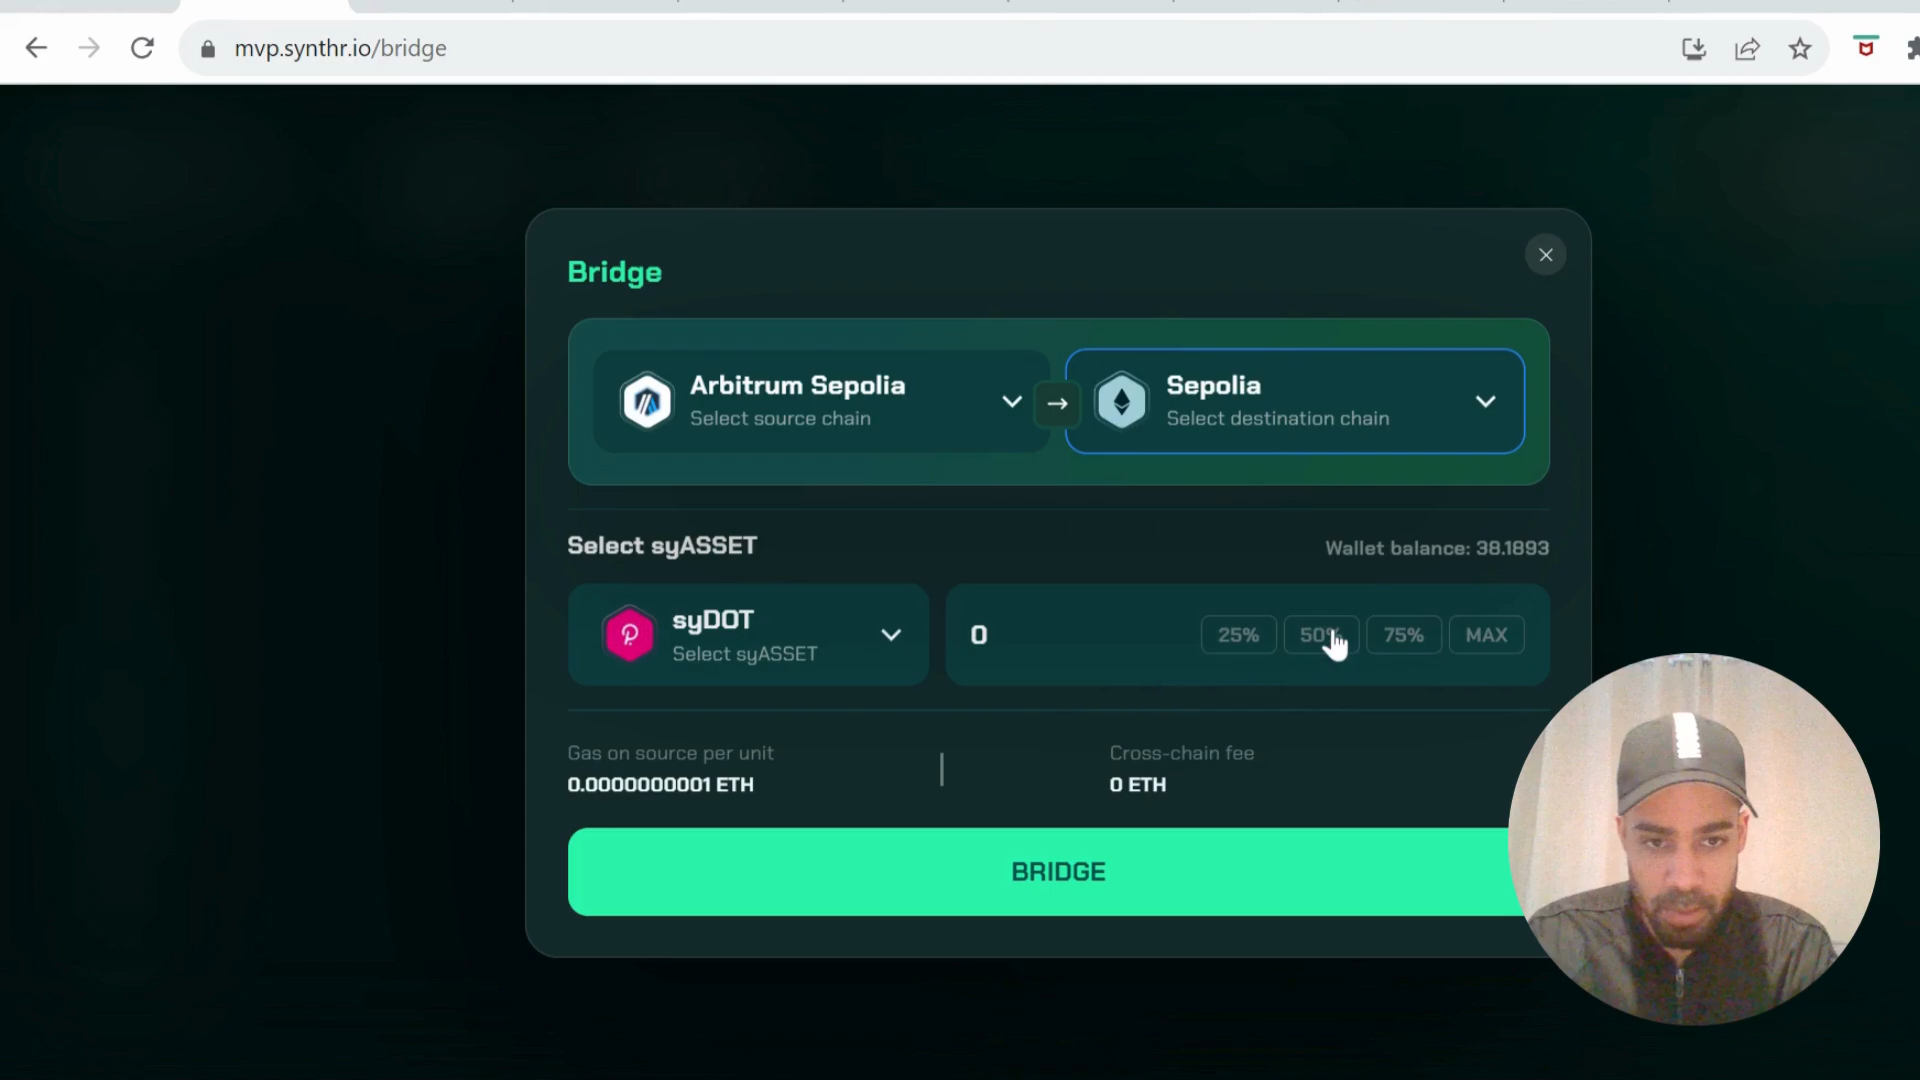 mvp.synthr.io/bridge
Bridge
Arbitrum Sepolia
Select source chain
Sepolia
Select destination chain
Select syASSET
Wallet balance: 38.1893
syDOT
Select syASSET
0
25%
50%
75%
MAX
Gas on source per unit
0.0000000001 ETH
Cross-chain fee
0 ETH
BRIDGE